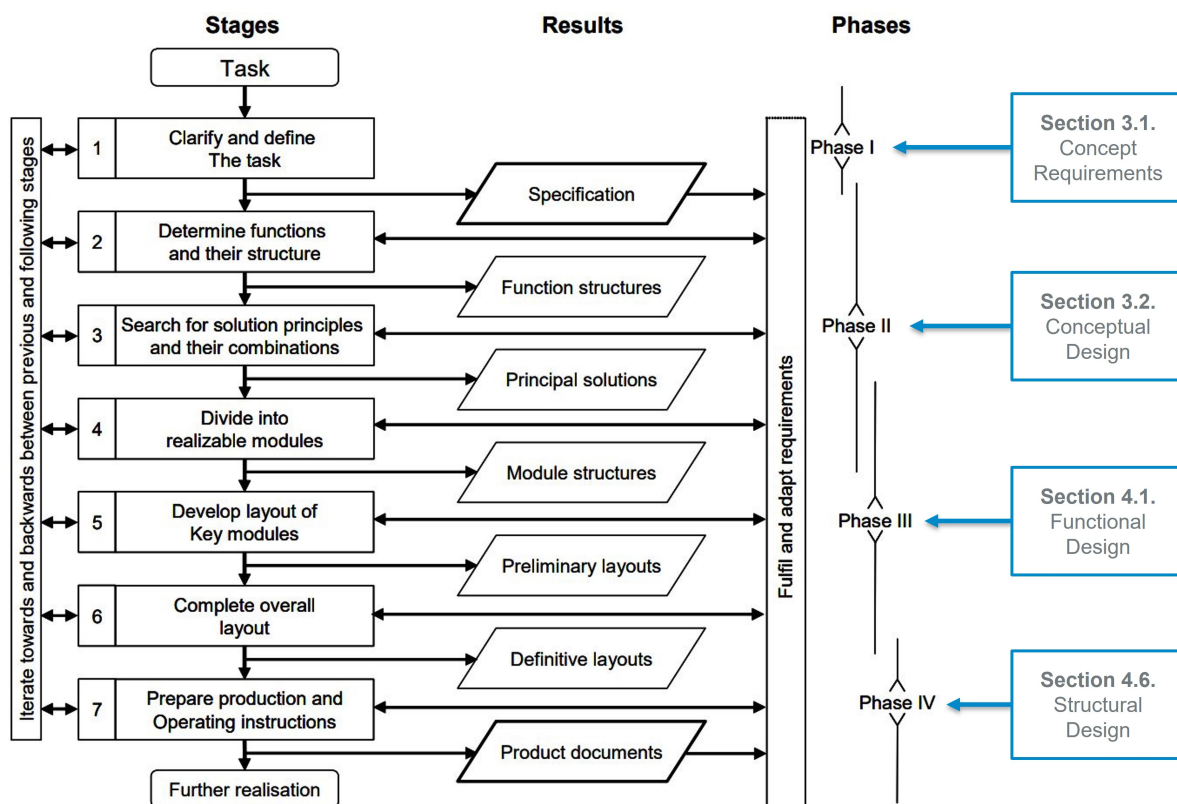 Stages
Results
Phases
Task
Iterate towards and backwards between previous and following stages
1
Clarify and define
The task
Specification
2
Determine functions
and their structure
Function structures
3
Search for solution principles
and their combinations
Principal solutions
4
Divide into
realizable modules
Module structures
5
Develop layout of
Key modules
Preliminary layouts
6
Complete overall
layout
Definitive layouts
7
Prepare production and
Operating instructions
Product documents
Further realisation
Fulfil and adapt requirements
Phase I
Section 3.1.
Concept
Requirements
Phase II
Section 3.2.
Conceptual
Design
Phase III
Section 4.1.
Functional
Design
Phase IV
Section 4.6.
Structural
Design